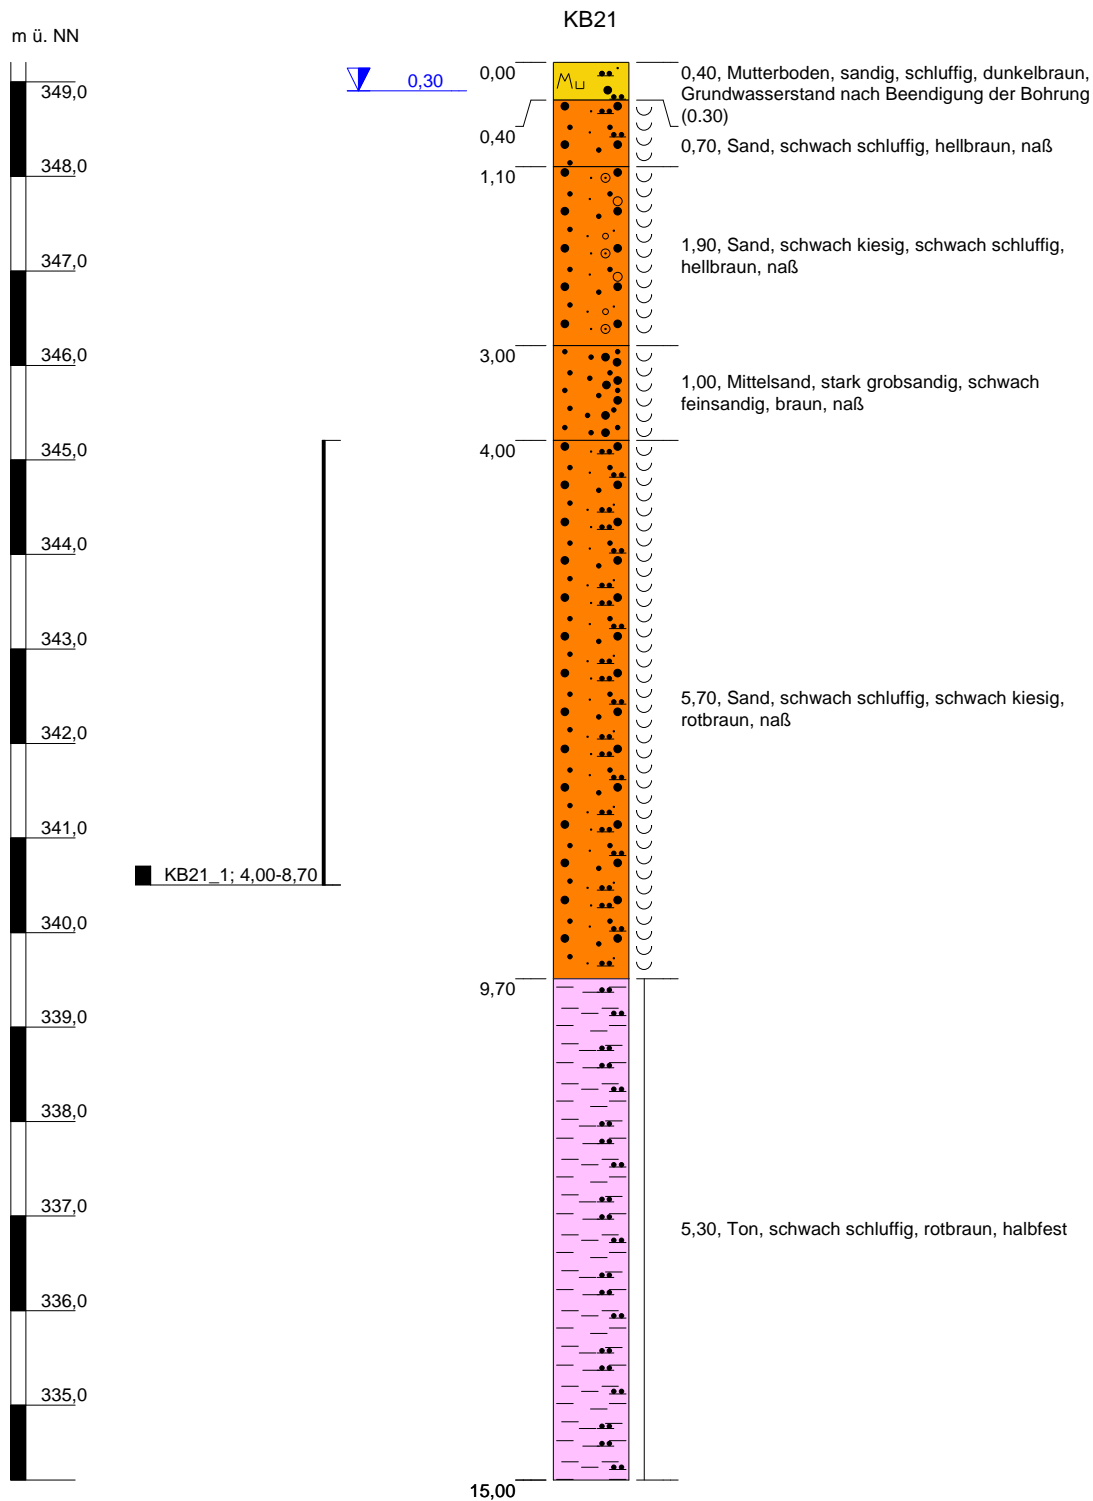 KB21
m ü. NN
0,00
0,30
349,0
0,40, Mutterboden, sandig, schluffig, dunkelbraun,
Grundwasserstand nach Beendigung der Bohrung
(0.30)
Mu
0,40
0,70, Sand, schwach schluffig, hellbraun, naß
348,0
1,10
1,90, Sand, schwach kiesig, schwach schluffig,
hellbraun, naß
347,0
346,0
3,00
1,00, Mittelsand, stark grobsandig, schwach
feinsandig, braun, naß
345,0
4,00
344,0
343,0
5,70, Sand, schwach schluffig, schwach kiesig,
rotbraun, naß
342,0
341,0
KB21_1; 4,00-8,70
340,0
9,70
339,0
338,0
337,0
5,30, Ton, schwach schluffig, rotbraun, halbfest
336,0
335,0
15,00